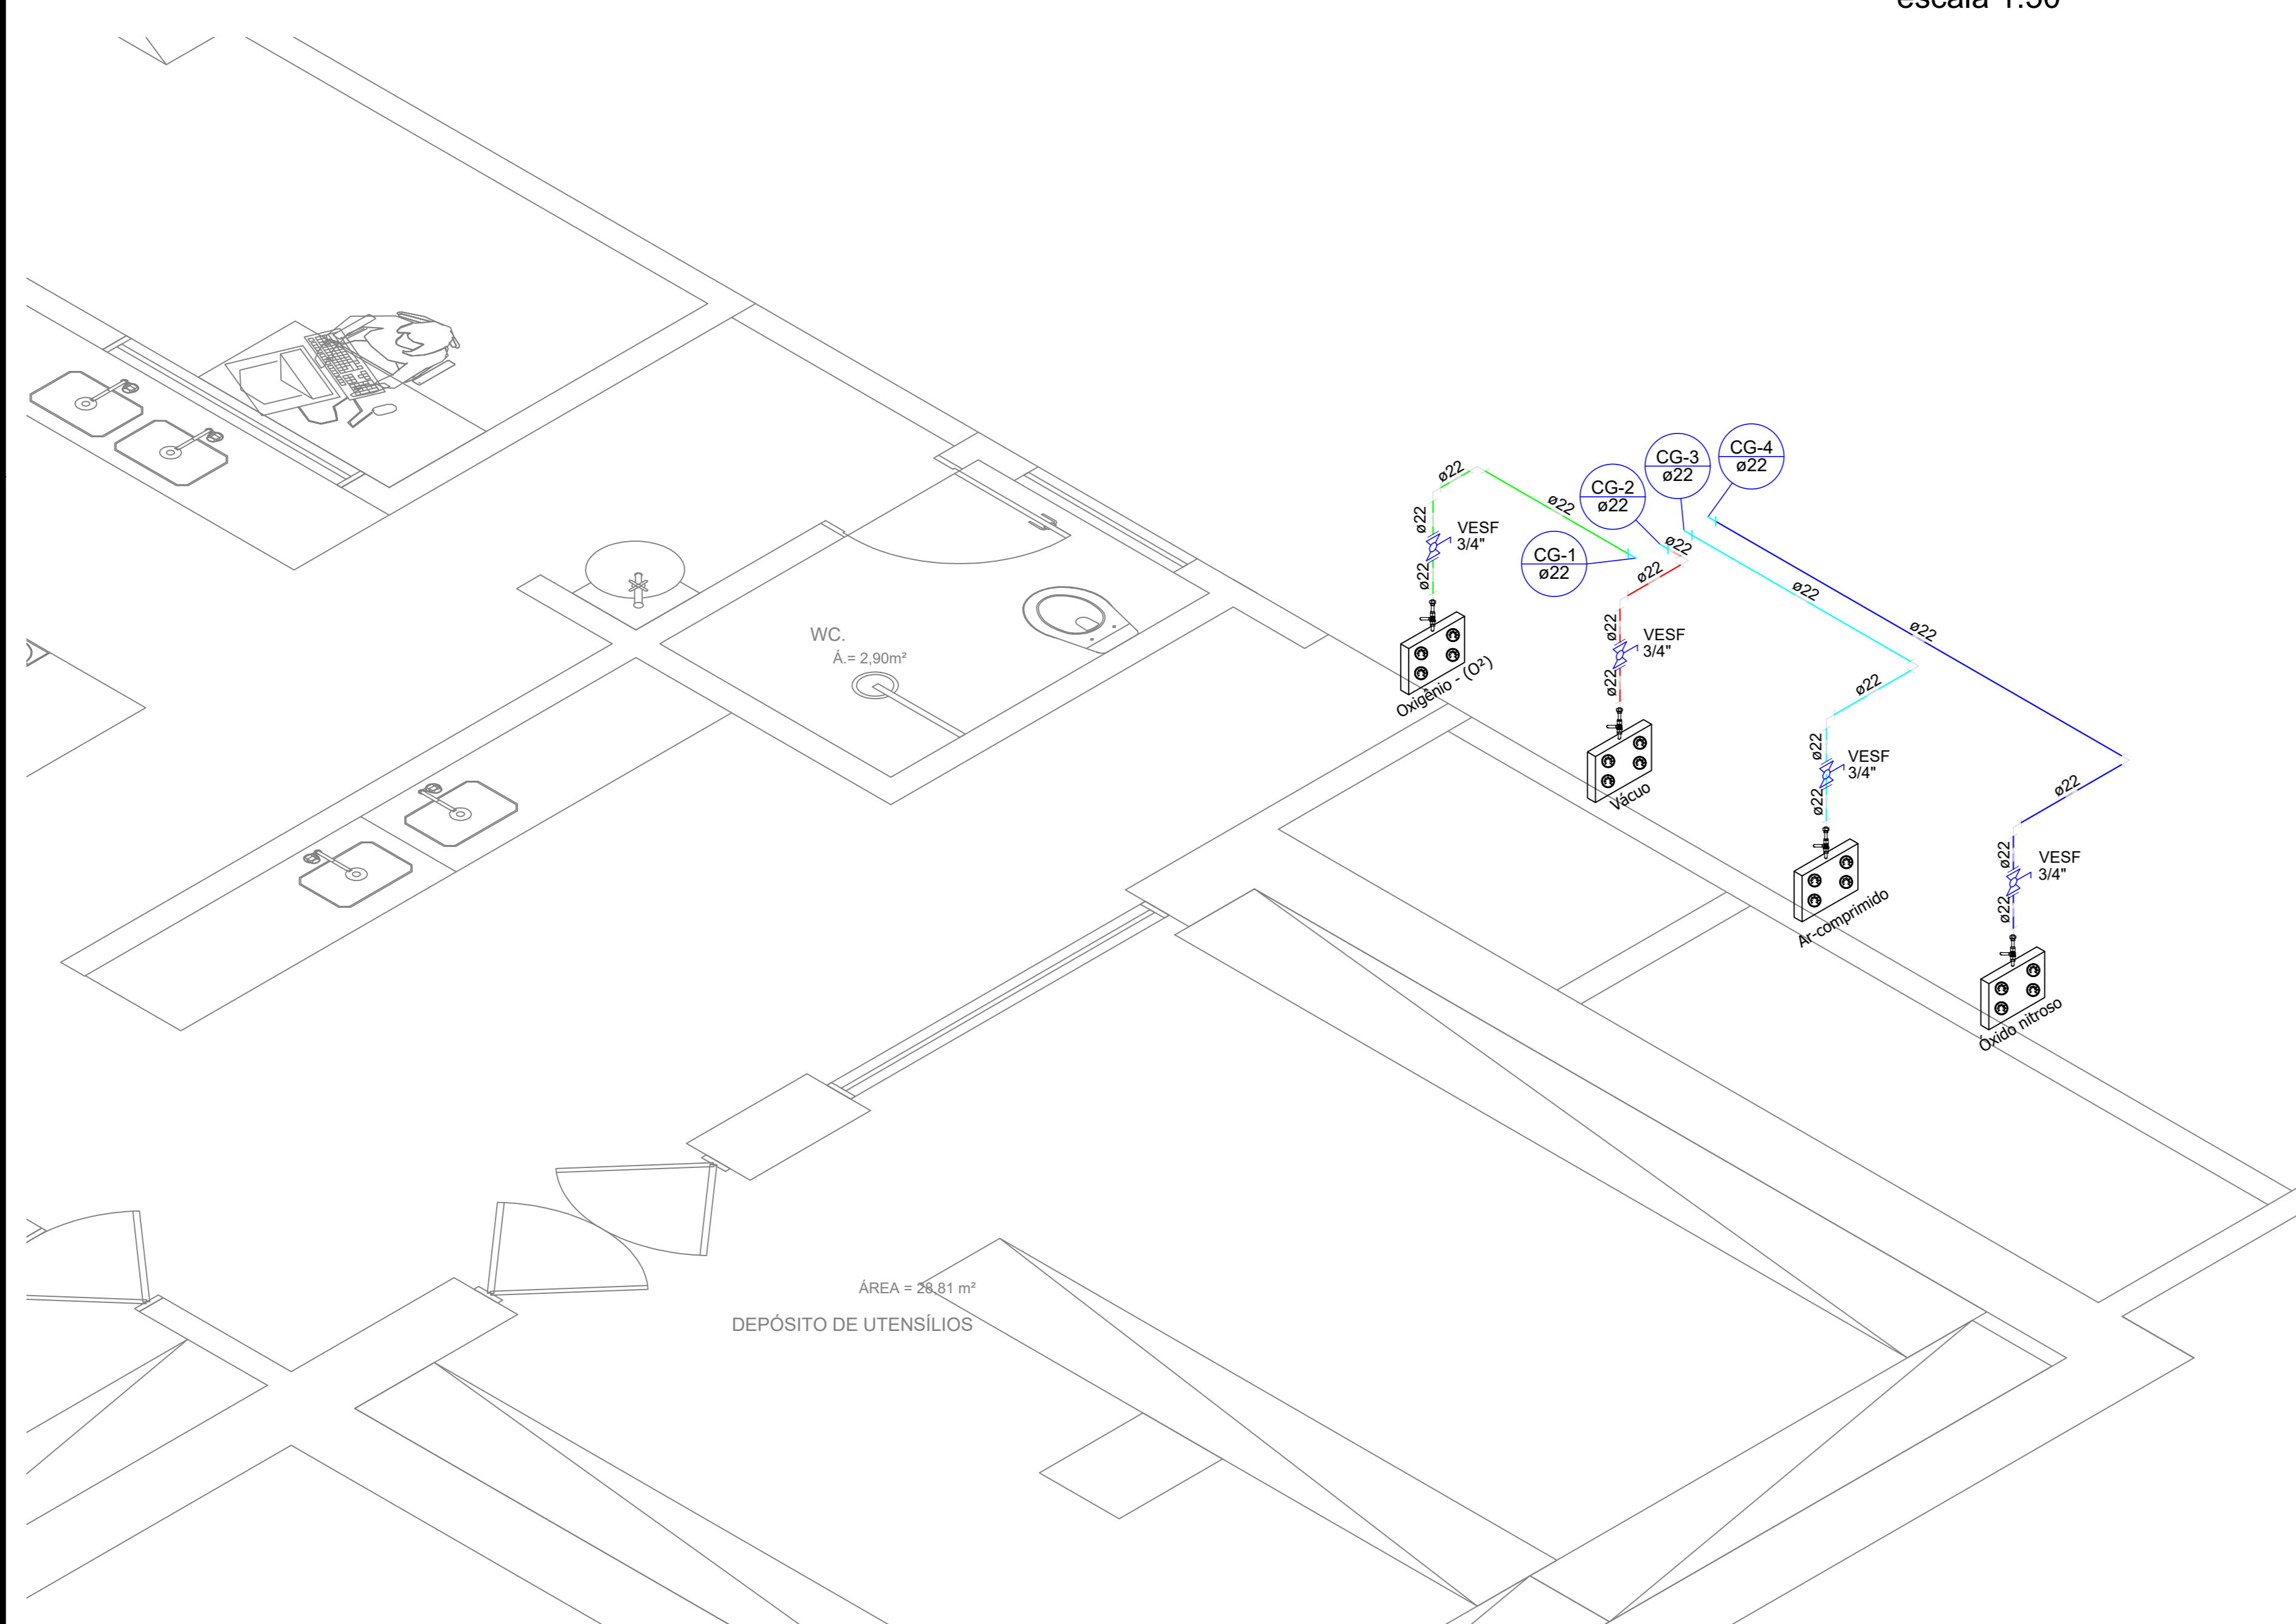 escala 1:50
CG-4
ø22
CG-3
ø22
CG-2
ø22
CG-1
ø22
ø22
ø22
ø22
VESF
3/4"
ø22
Oxigênio - (O²)
ø22
ø22
ø22
VESF
3/4"
ø22
Vácuo
ø22
ø22
ø22
VESF
3/4"
ø22
Ar-comprimido
ø22
ø22
ø22
VESF
3/4"
ø22
Óxido nitroso
WC.
Á.= 2,90m²
ÁREA = 28,81 m²
DEPÓSITO DE UTENSÍLIOS